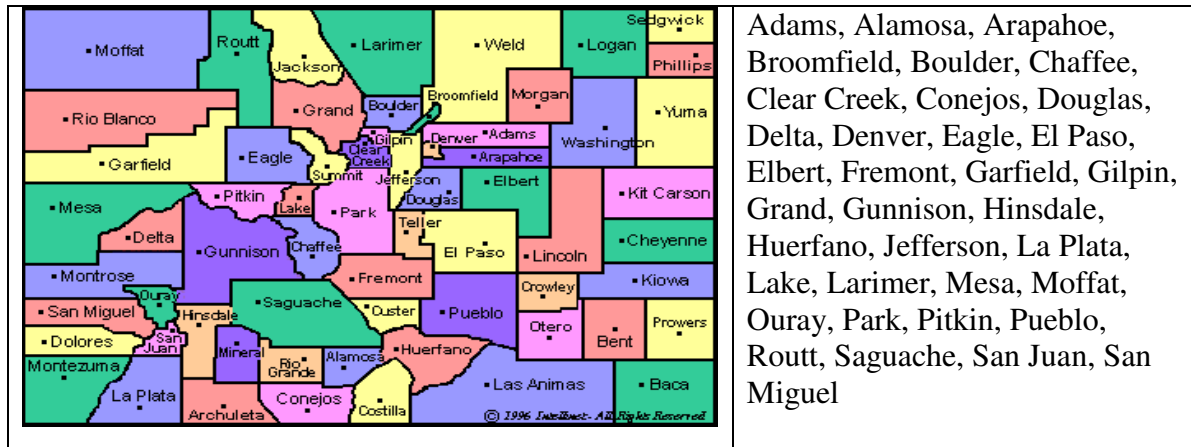 Moffat
Routt
Jackson
Larimer
Weld
Logan
Sedgwick
Phillips
Rio Blanco
Grand
Boulder
Broomfield
Morgan
Yuma
Washington
Garfield
Eagle
Summit
Gilpin
Clear
Creek
Denver
Adams
Arapahoe
Jefferson
Douglas
Elbert
Kit Carson
Mesa
Pitkin
Lake
Park
Delta
Gunnison
Chaffee
Teller
El Paso
Lincoln
Cheyenne
Montrose
Fremont
Kiowa
Ouray
Saguache
Crowley
San Miguel
Hinsdale
Custer
Pueblo
Otero
Bent
Prowers
Dolores
San
Juan
Mineral
Rio
Grande
Alamosa
Huerfano
Montezuma
La Plata
Archuleta
Conejos
Costilla
Las Animas
Baca
© 1996 Intellnet - All Rights Reserved
Adams, Alamosa, Arapahoe,
Broomfield, Boulder, Chaffee,
Clear Creek, Conejos, Douglas,
Delta, Denver, Eagle, El Paso,
Elbert, Fremont, Garfield, Gilpin,
Grand, Gunnison, Hinsdale,
Huerfano, Jefferson, La Plata,
Lake, Larimer, Mesa, Moffat,
Ouray, Park, Pitkin, Pueblo,
Routt, Saguache, San Juan, San
Miguel